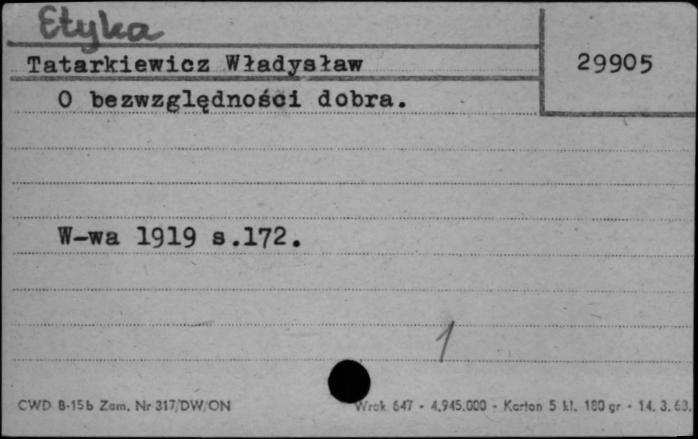 Etyka
Tatarkiewicz Władysław
29905
O bezwzględności dobra.
W-wa 1919 s.172.
1
CWD B-15b Zam. Nr 317/DW/ON
Wrak 647 - 4.945.000 - Karton 5 kl. 180 gr - 14. 3. 63.